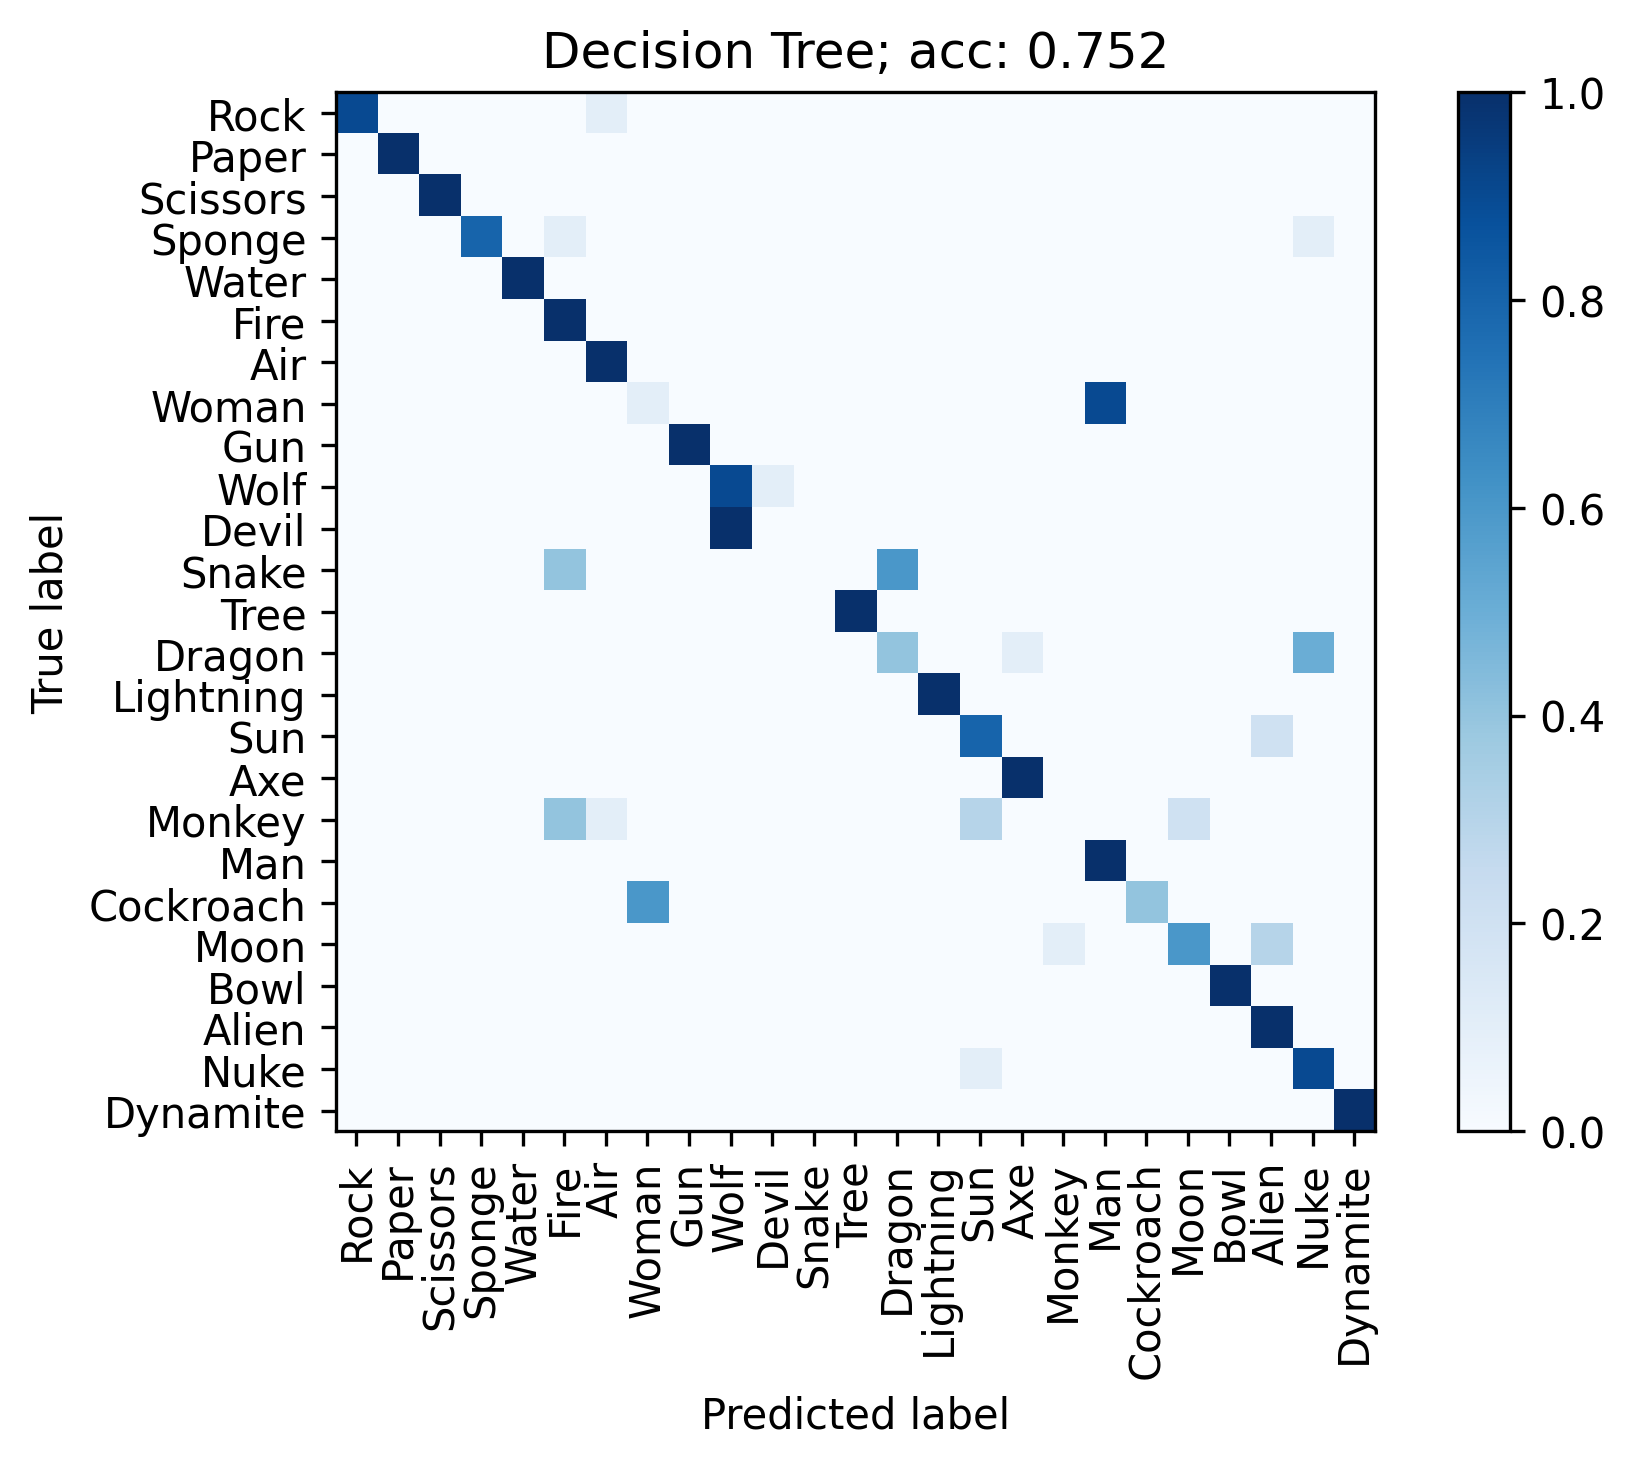 Decision Tree; acc: 0.752
True label
Rock
Paper
Scissors
Sponge
Water
Fire
Air
Woman
Gun
Wolf
Devil
Snake
Tree
Dragon
Lightning
Sun
Axe
Monkey
Man
Cockroach
Moon
Bowl
Alien
Nuke
Dynamite
Rock
Paper
Scissors
Sponge
Water
Fire
Air
Woman
Gun
Wolf
Devil
Snake
Tree
Dragon
Lightning
Sun
Axe
Monkey
Man
Cockroach
Moon
Bowl
Alien
Nuke
Dynamite
Predicted label
1.0
0.8
0.6
0.4
0.2
0.0